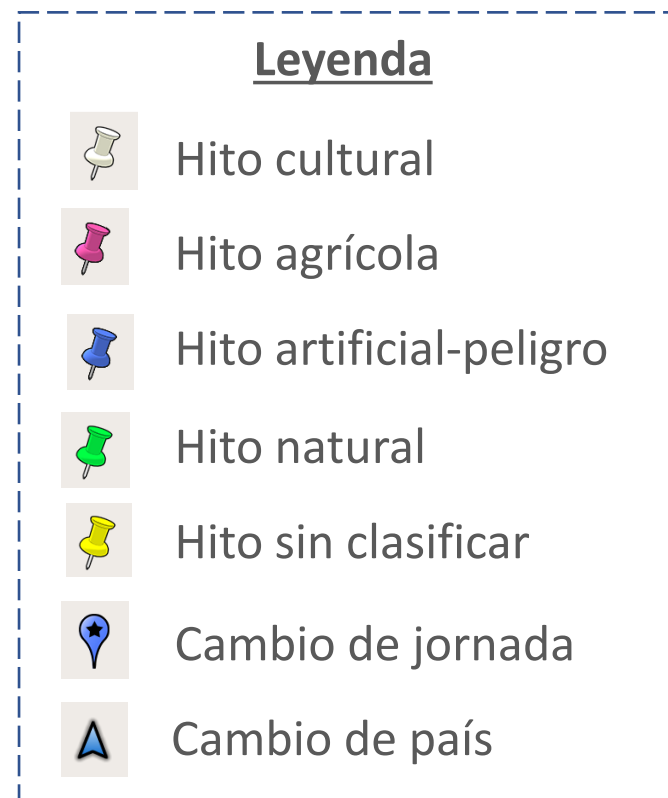 Leyenda
Hito cultural
Hito agrícola
Hito artificial-peligro
Hito natural
Hito sin clasificar
Cambio de jornada
Cambio de país